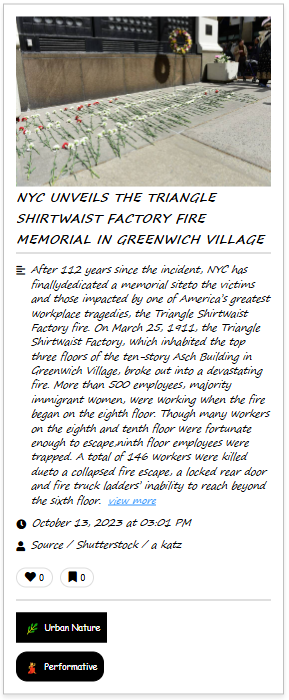 NYC UNVEILS THE TRIANGLE
SHIRTWAIST FACTORY FIRE
MEMORIAL IN GREENWICH VILLAGE
After 112 years since the incident, NYC has
finallydedicated a memorial siteto the victims
and those impacted by one of America's greatest
workplace tragedies, the Triangle Shirtwaist
Factory fire. On March 25, 1911, the Triangle
Shirtwaist Factory, which inhabited the top
three floors of the ten-story Asch Building in
Greenwich Village, broke out into a devastating
fire. More than 500 employees, majority
immigrant women, were working when the fire
began on the eighth floor. Though many workers
on the eighth and tenth floor were fortunate
enough to escape,ninth floor employees were
trapped. A total of 146 workers were killed
dueto a collapsed fire escape, a locked rear door
and fire truck ladders' inability to reach beyond
the sixth floor. view more
October 13, 2023 at 03:01 PM
Source / Shutterstock / a katz
0 0
Urban Nature
Performative